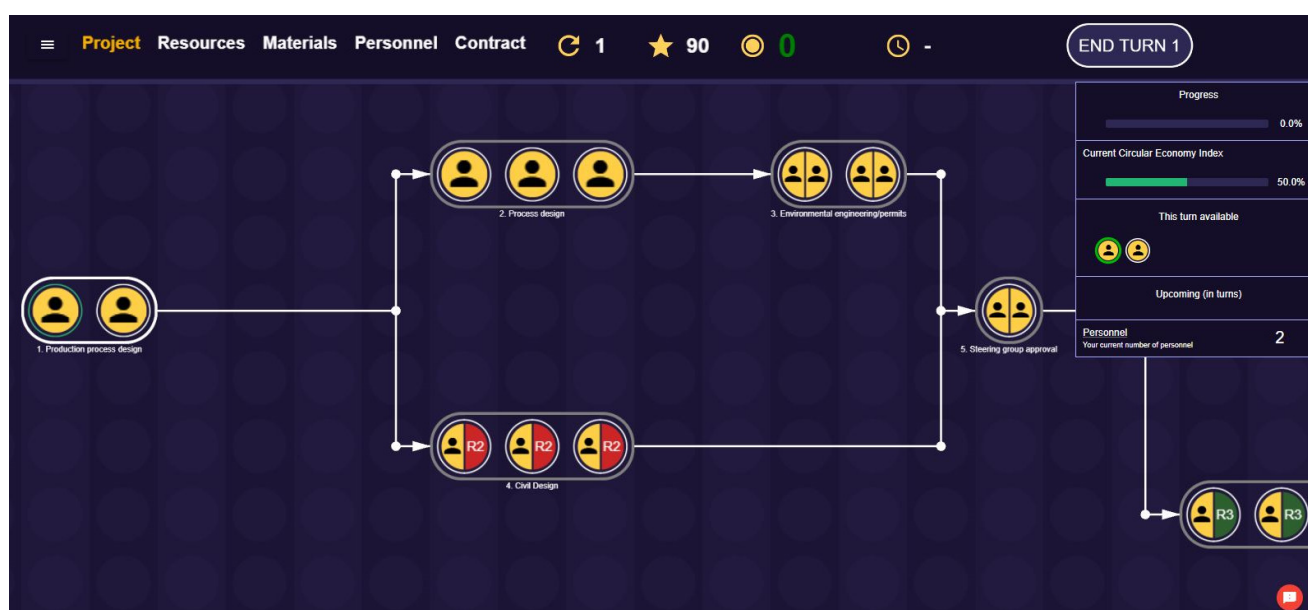 Project Resources Materials Personnel Contract 1 90 0 - END TURN 1
Progress
0.0%
Current Circular Economy Index
50.0%
This turn available
2. Process design
3. Environmental engineering/permits
Upcoming (in turns)
Personnel
Your current number of personnel
2
1. Production process design
5. Steering group approval
R2 R2 R2
4. Civil Design
R3 R3